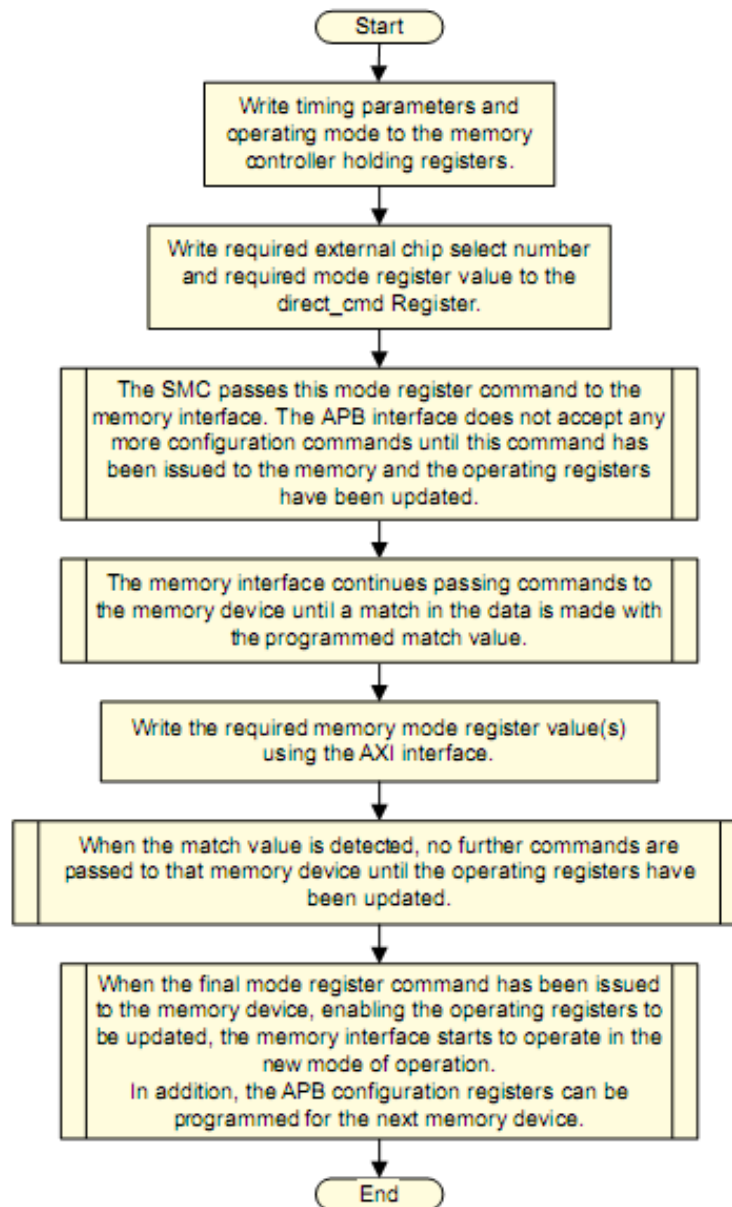 Start
Write timing parameters and
operating mode to the memory
controller holding registers.
Write required external chip select number
and required mode register value to the
direct_cmd Register.
The SMC passes this mode register command to the
memory interface. The APB interface does not accept any
more configuration commands until this command has
been issued to the memory and the operating registers
have been updated.
The memory interface continues passing commands to
the memory device until a match in the data is made with
the programmed match value.
Write the required memory mode register value(s)
using the AXI interface.
When the match value is detected, no further commands are
passed to that memory device until the operating registers have
been updated.
When the final mode register command has been issued
to the memory device, enabling the operating registers to
be updated, the memory interface starts to operate in the
new mode of operation.
In addition, the APB configuration registers can be
programmed for the next memory device.
End